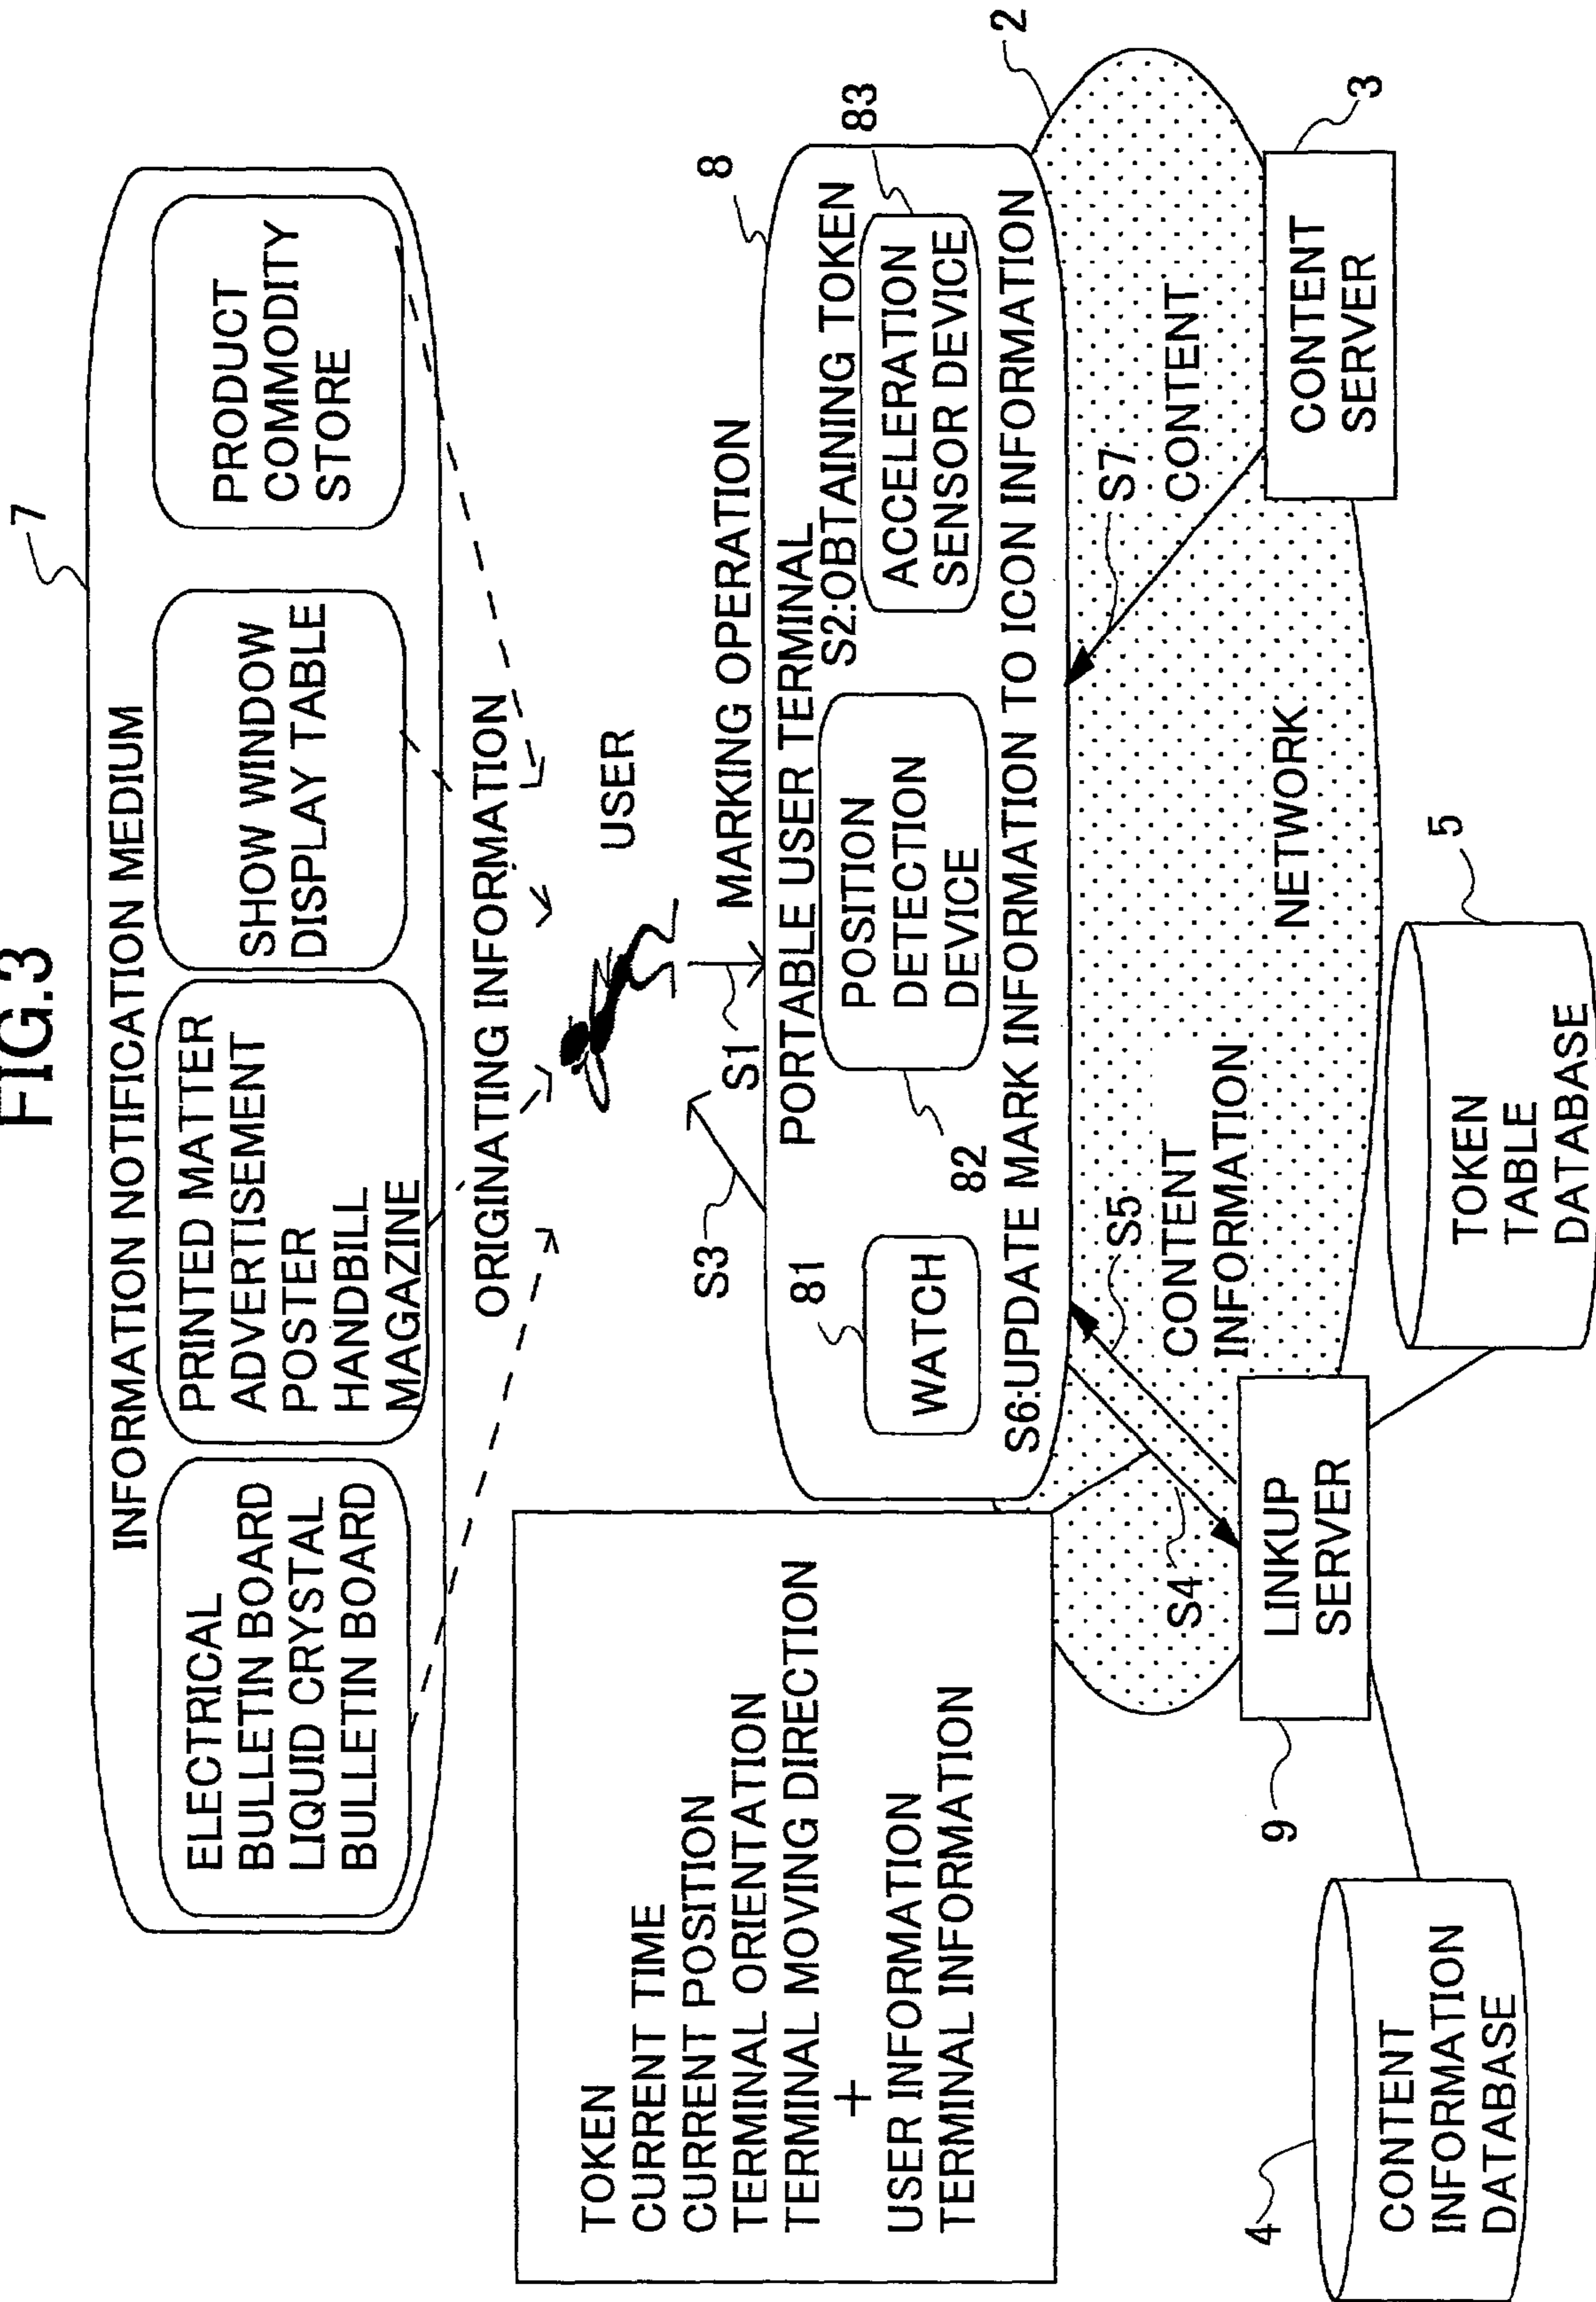 FIG.3
7
INFORMATION NOTIFICATION MEDIUM
ELECTRICAL
BULLETIN BOARD
LIQUID CRYSTAL
BULLETIN BOARD
PRINTED MATTER
ADVERTISEMENT
POSTER
HANDBILL
MAGAZINE
SHOW WINDOW
DISPLAY TABLE
PRODUCT
COMMODITY
STORE
ORIGINATING INFORMATION
USER
TOKEN
CURRENT TIME
CURRENT POSITION
TERMINAL ORIENTATION
TERMINAL MOVING DIRECTION
+
USER INFORMATION
TERMINAL INFORMATION
S3
S1
MARKING OPERATION
8
PORTABLE USER TERMINAL
S2:OBTAINING TOKEN
81
WATCH
82
POSITION
DETECTION
DEVICE
83
ACCELERATION
SENSOR DEVICE
S6:UPDATE MARK INFORMATION TO ICON INFORMATION
2
S4
S5
CONTENT
INFORMATION
S7
CONTENT
NETWORK
9
LINKUP
SERVER
3
CONTENT
SERVER
4
CONTENT
INFORMATION
DATABASE
5
TOKEN
TABLE
DATABASE